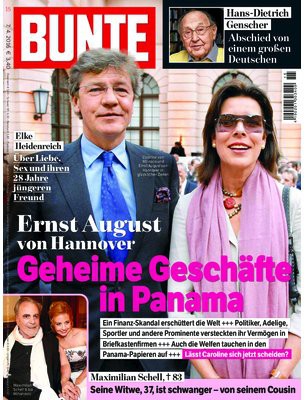 15
7. 4. 2016 € 3,40
BUNTE
Hans-Dietrich
Genscher
Abschied von
einem großen
Deutschen
Elke
Heidenreich
Über Liebe,
Sex und ihren
28 Jahre
jüngeren
Freund
Ernst August
von Hannover
Geheime Geschäfte
in Panama
Ein Finanz-Skandal erschüttert die Welt +++ Politiker, Adelige,
Sportler und andere Prominente versteckten ihr Vermögen in
Briefkastenfirmen +++ Auch die Welfen tauchen in den
Panama-Papieren auf +++ Lässt Caroline sich jetzt scheiden?
Maximilian Schell, † 83
Seine Witwe, 37, ist schwanger – von seinem Cousin